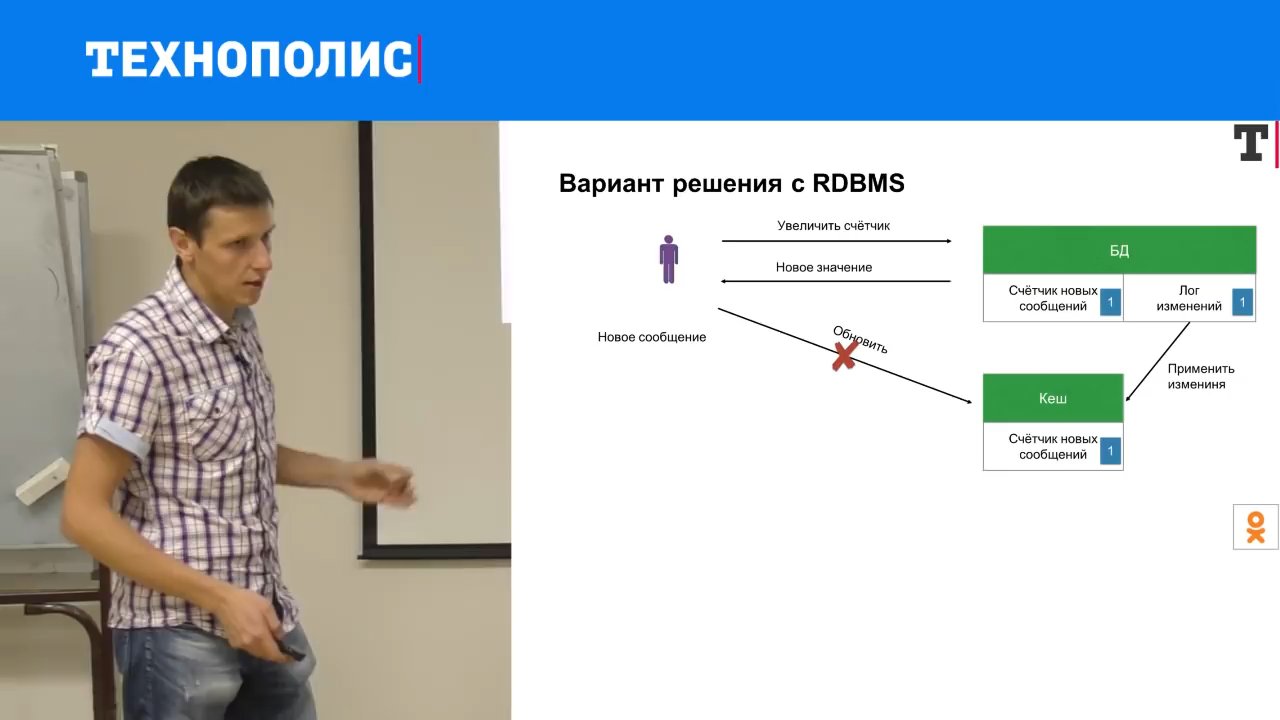 ТЕХНОПОЛИС
Т
Вариант решения с RDBMS
Увеличить счётчик
Новое значение
Новое сообщение
Обновить
БД
Счётчик новых
сообщений
1
Лог
изменений
1
Применить
измениня
Кеш
Счётчик новых
сообщений
1